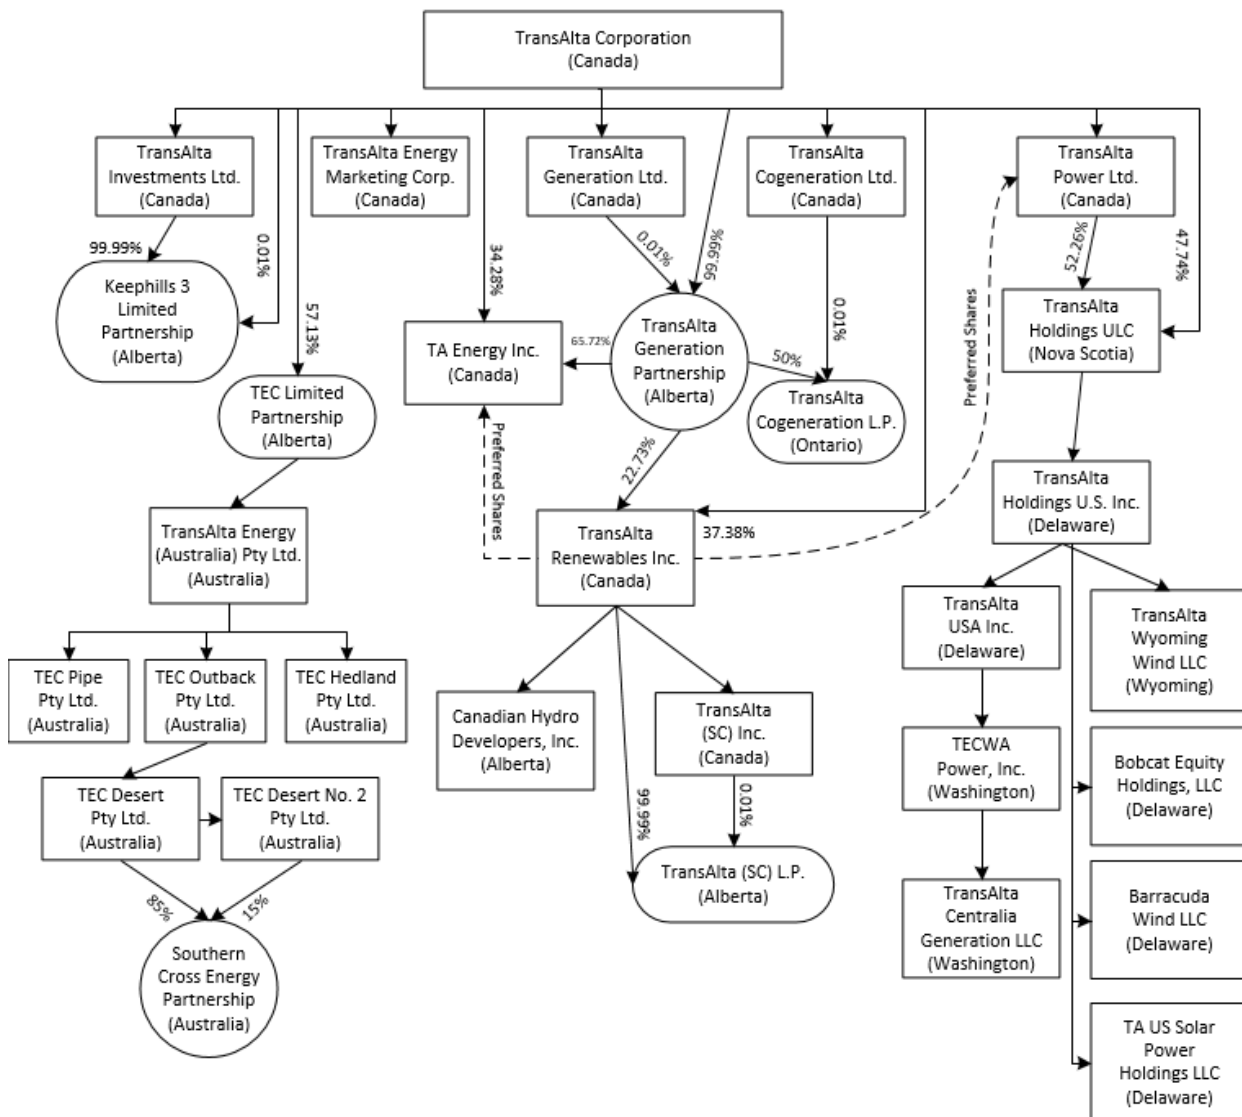 TransAlta Corporation
(Canada)
TransAlta
Investments Ltd.
(Canada)
TransAlta Energy
Marketing Corp.
(Canada)
TransAlta
Generation Ltd.
(Canada)
TransAlta
Cogeneration Ltd.
(Canada)
TransAlta
Power Ltd.
(Canada)
99.99%
0.01%
57.13%
34.28%
0.01%
99.99%
0.01%
52.26%
47.74%
Keephills 3
Limited
Partnership
(Alberta)
TA Energy Inc.
(Canada)
65.72%
TransAlta
Generation
Partnership
(Alberta)
50%
TransAlta
Holdings ULC
(Nova Scotia)
Preferred Shares
TEC Limited
Partnership
(Alberta)
TransAlta
Cogeneration L.P.
(Ontario)
Preferred Shares
22.73%
TransAlta
Holdings U.S. Inc.
(Delaware)
TransAlta Energy
(Australia) Pty Ltd.
(Australia)
TransAlta
Renewables Inc.
(Canada)
37.38%
TransAlta
USA Inc.
(Delaware)
TransAlta
Wyoming
Wind LLC
(Wyoming)
TEC Pipe
Pty Ltd.
(Australia)
TEC Outback
Pty Ltd.
(Australia)
TEC Hedland
Pty Ltd.
(Australia)
Canadian Hydro
Developers, Inc.
(Alberta)
TransAlta
(SC) Inc.
(Canada)
TECWA
Power, Inc.
(Washington)
Bobcat Equity
Holdings, LLC
(Delaware)
TEC Desert
Pty Ltd.
(Australia)
TEC Desert No. 2
Pty Ltd.
(Australia)
99.99%
0.01%
TransAlta (SC) L.P.
(Alberta)
85%
15%
TransAlta
Centralia
Generation LLC
(Washington)
Barracuda
Wind LLC
(Delaware)
Southern
Cross Energy
Partnership
(Australia)
TA US Solar
Power
Holdings LLC
(Delaware)